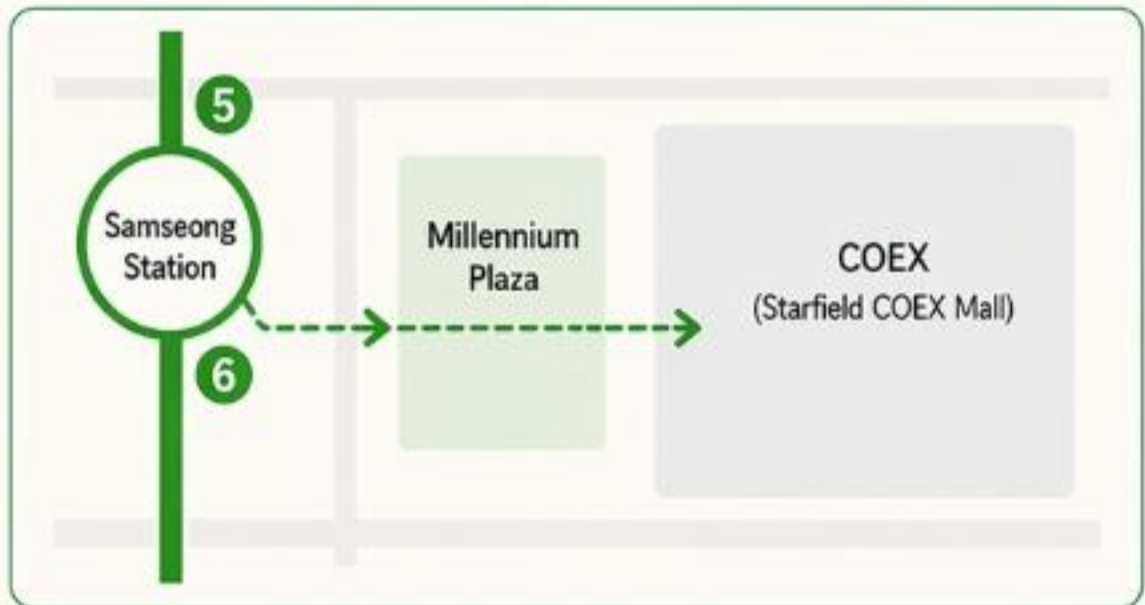 5
Samseong
Station
6
Millennium
Plaza
COEX
(Starfield COEX Mall)